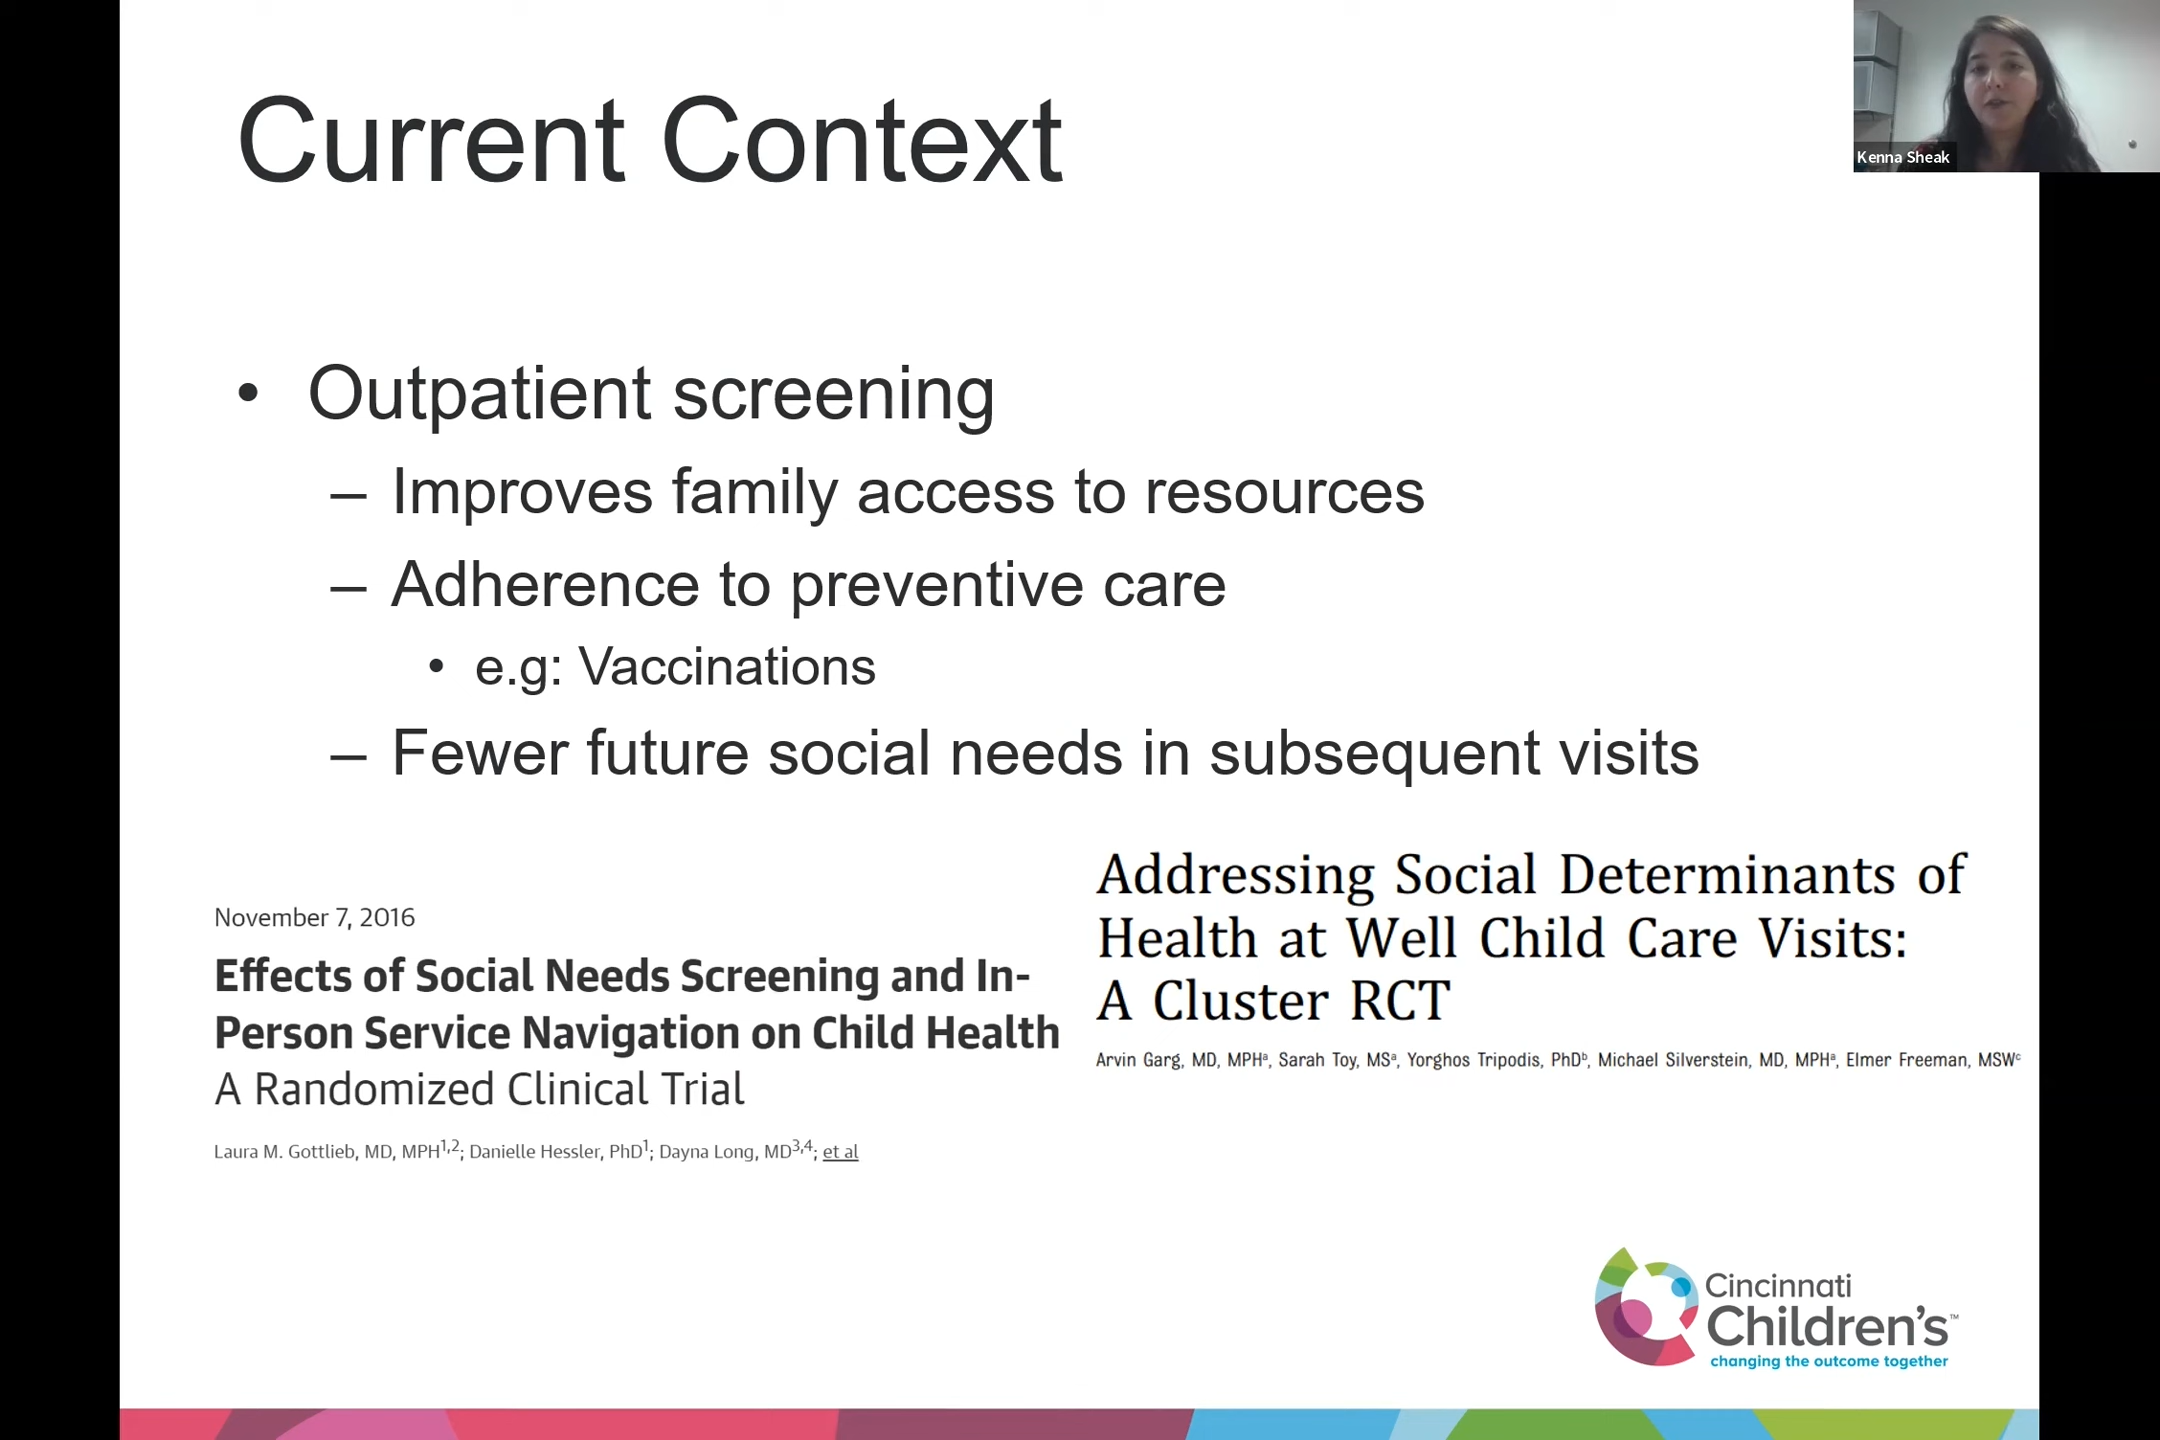 Current Context
Kenna Sheak
• Outpatient screening
– Improves family access to resources
– Adherence to preventive care
• e.g: Vaccinations
– Fewer future social needs in subsequent visits
November 7, 2016
Effects of Social Needs Screening and In-
Person Service Navigation on Child Health
A Randomized Clinical Trial
Laura M. Gottlieb, MD, MPH1,2; Danielle Hessler, PhD1; Dayna Long, MD3,4; et al
Addressing Social Determinants of
Health at Well Child Care Visits:
A Cluster RCT
Arvin Garg, MD, MPHa, Sarah Toy, MSa, Yorghos Tripodis, PhDb, Michael Silverstein, MD, MPHa, Elmer Freeman, MSWc
Cincinnati
Children's™
changing the outcome together